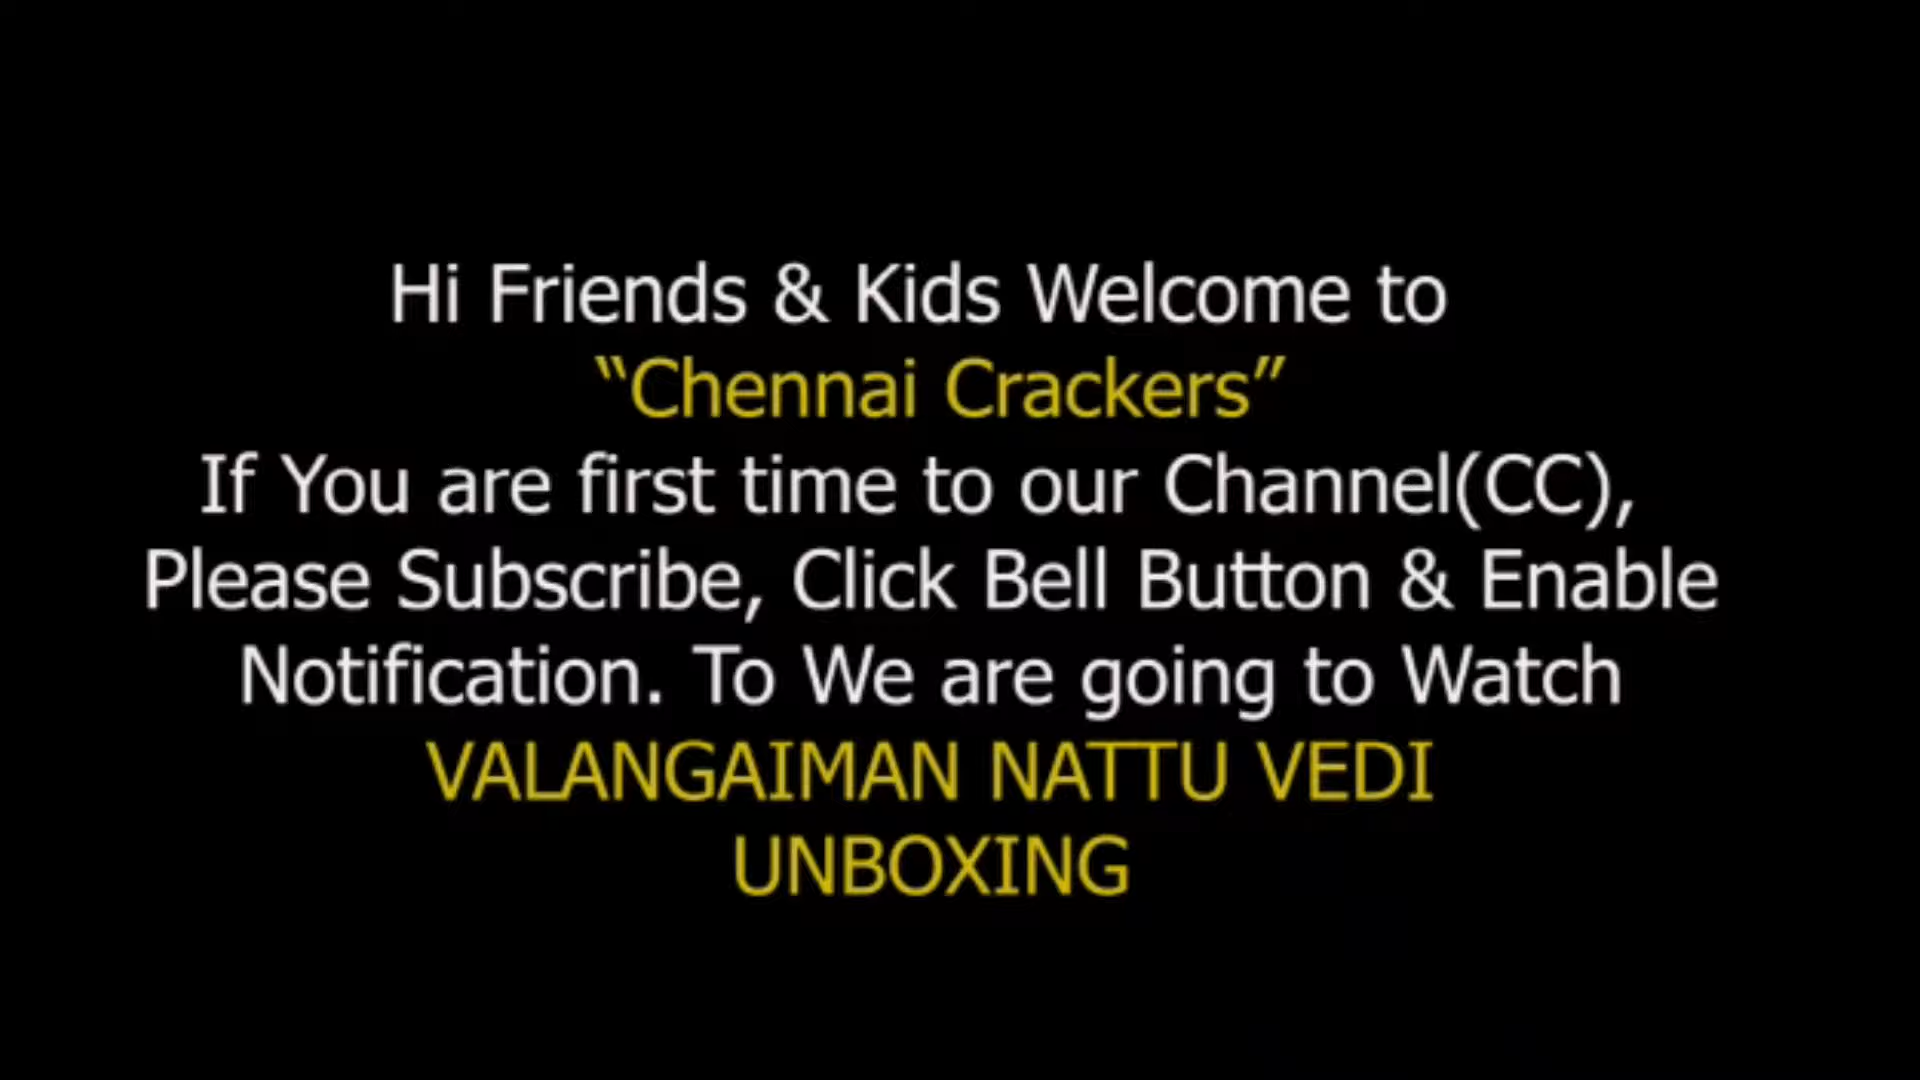 Hi Friends & Kids Welcome to
“Chennai Crackers”
If You are first time to our Channel(CC),
Please Subscribe, Click Bell Button & Enable
Notification. To We are going to Watch
VALANGAIMAN NATTU VEDI
UNBOXING